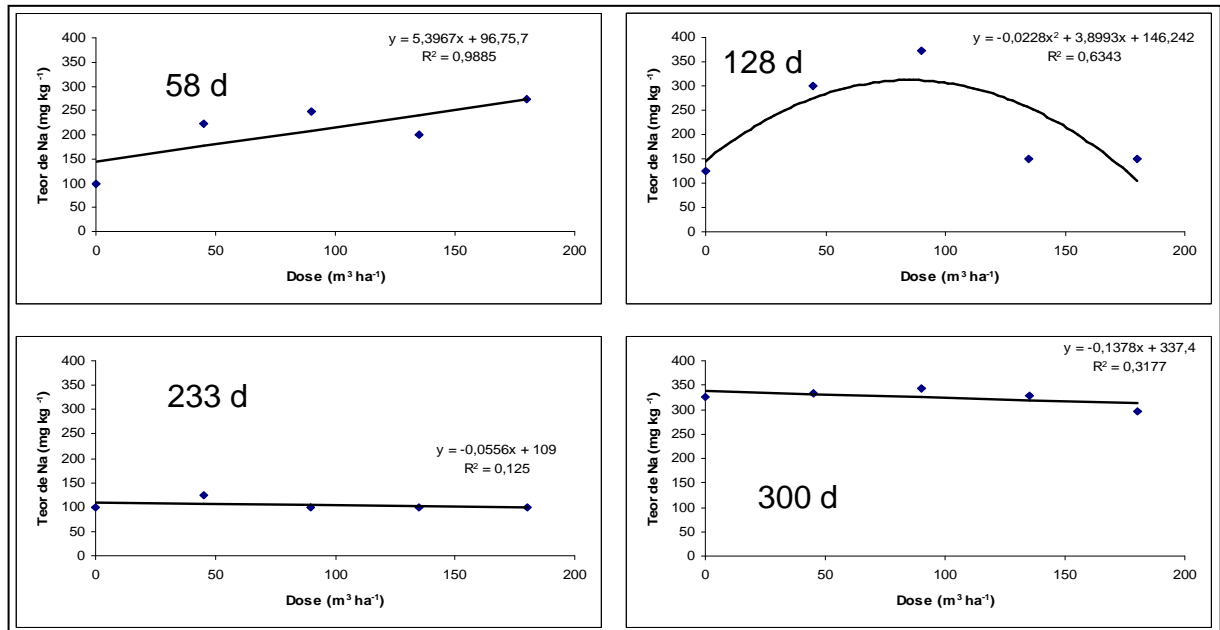 y = 5,3967x + 96,75,7
R² = 0,9885
58 d
Teor de Na (mg kg⁻¹)
400
350
300
250
200
150
100
50
0
0 50 100 150 200
Dose (m³ ha⁻¹)
y = -0,0228x² + 3,8993x + 146,242
R² = 0,6343
128 d
Teor de Na (mg kg⁻¹)
400
350
300
250
200
150
100
50
0
0 50 100 150 200
Dose (m³ ha⁻¹)
233 d
y = -0,0556x + 109
R² = 0,125
Teor de Na (mg kg⁻¹)
400
350
300
250
200
150
100
50
0
0 50 100 150 200
Dose (m³ ha⁻¹)
y = -0,1378x + 337,4
R² = 0,3177
300 d
Teor de Na (mg kg⁻¹)
400
350
300
250
200
150
100
50
0
0 50 100 150 200
Dose (m³ ha⁻¹)